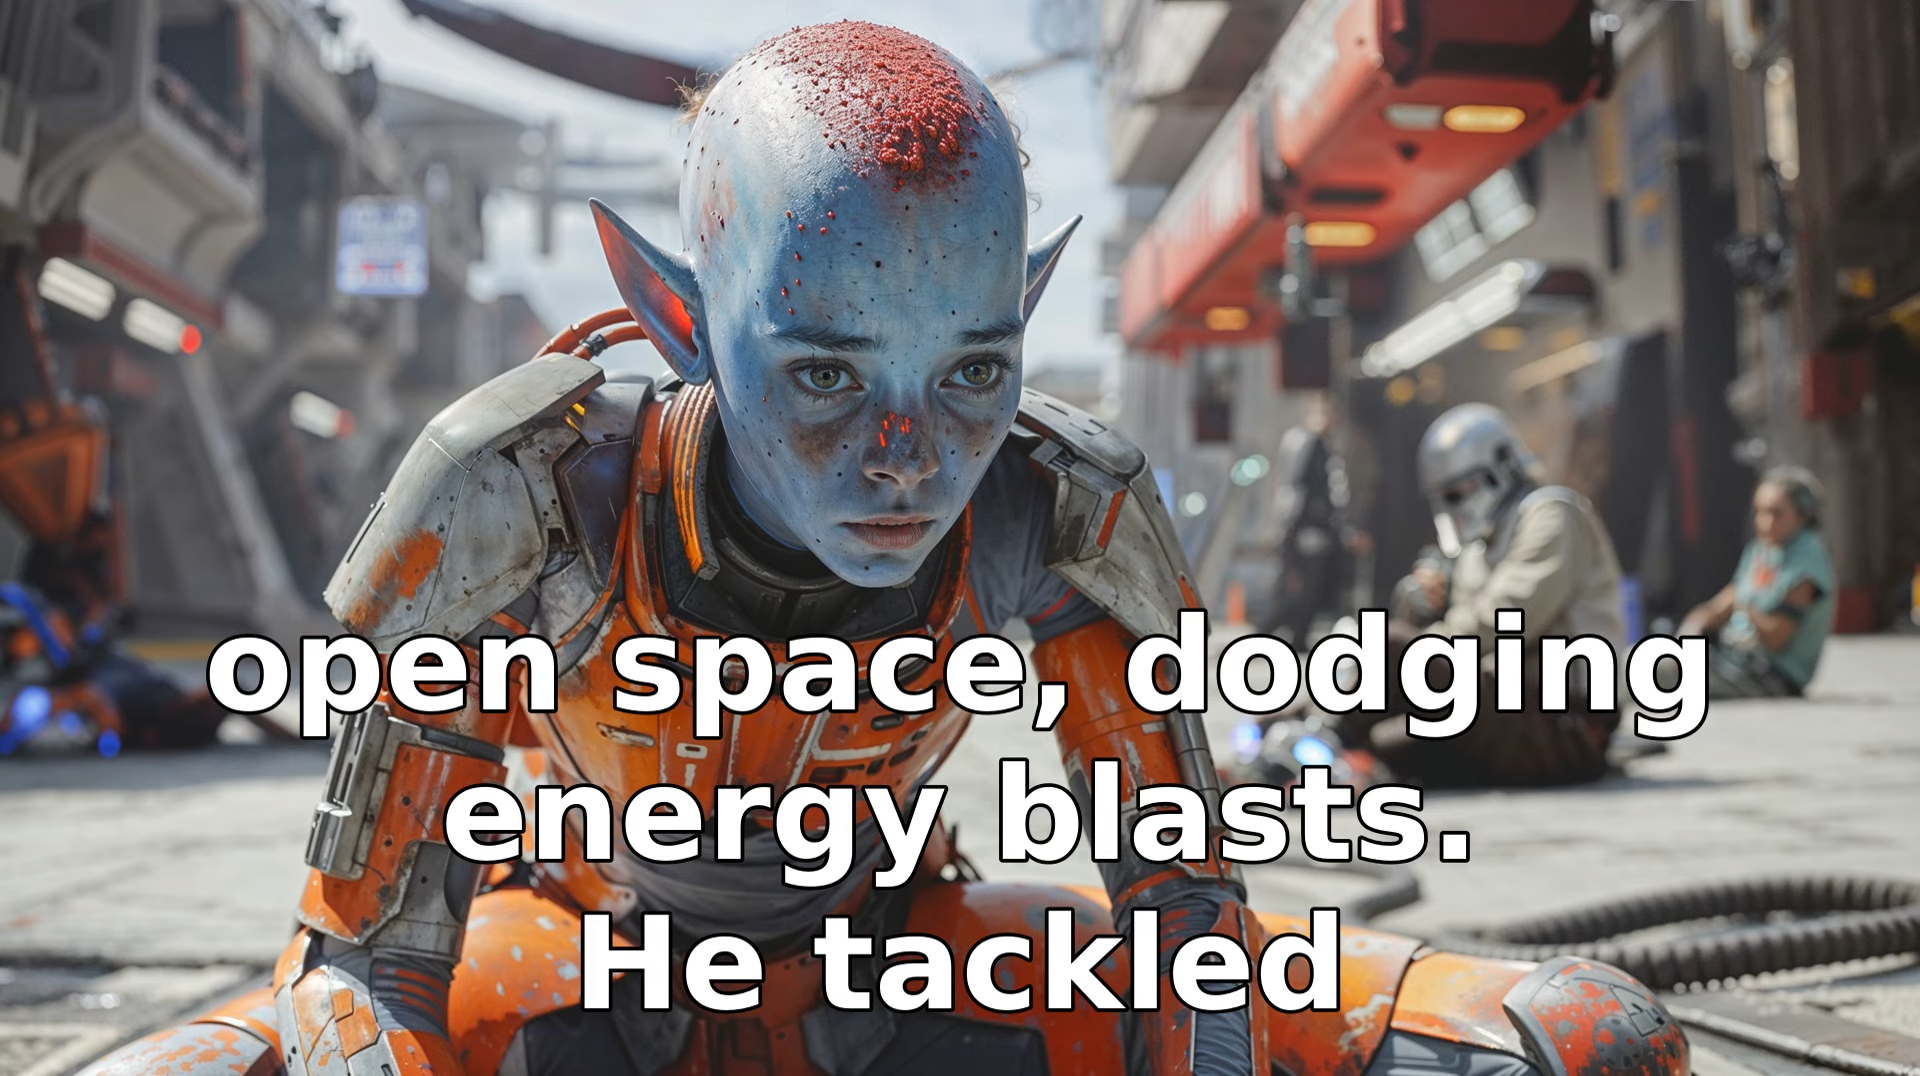 open space, dodging
energy blasts.
He tackled